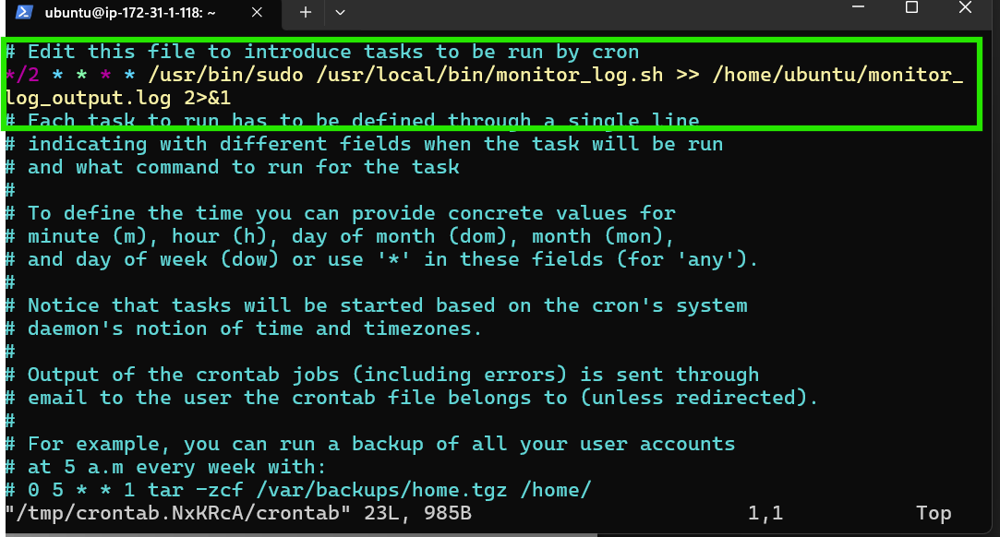 ubuntu@ip-172-31-1-118: ~
# Edit this file to introduce tasks to be run by cron
*/2 * * * * /usr/bin/sudo /usr/local/bin/monitor_log.sh >> /home/ubuntu/monitor_
log_output.log 2>&1
# Each task to run has to be defined through a single line
# indicating with different fields when the task will be run
# and what command to run for the task
#
# To define the time you can provide concrete values for
# minute (m), hour (h), day of month (dom), month (mon),
# and day of week (dow) or use '*' in these fields (for 'any').
#
# Notice that tasks will be started based on the cron's system
# daemon's notion of time and timezones.
#
# Output of the crontab jobs (including errors) is sent through
# email to the user the crontab file belongs to (unless redirected).
#
# For example, you can run a backup of all your user accounts
# at 5 a.m every week with:
# 0 5 * * 1 tar -zcf /var/backups/home.tgz /home/
"/tmp/crontab.NxKRcA/crontab" 23L, 985B 1,1 Top